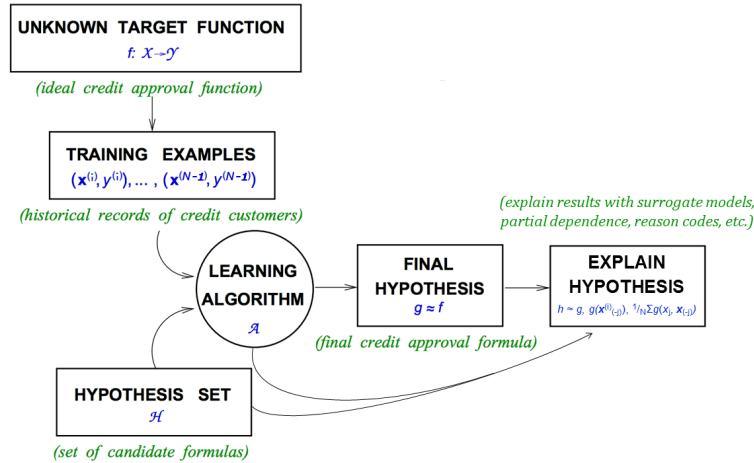 UNKNOWN TARGET FUNCTION
f: X→Y
(ideal credit approval function)
TRAINING EXAMPLES
(x⁽ⁱ⁾, y⁽ⁱ⁾), ... , (x⁽ᴺ⁻¹⁾, y⁽ᴺ⁻¹⁾)
(historical records of credit customers)
(explain results with surrogate models,
partial dependence, reason codes, etc.)
LEARNING
ALGORITHM
𝒜
FINAL
HYPOTHESIS
g ≈ f
(final credit approval formula)
EXPLAIN
HYPOTHESIS
h ≈ g, g(x⁽ⁱ⁾₍₋ⱼ₎), ¹/ₙΣg(xⱼ, x₍₋ⱼ₎)
HYPOTHESIS SET
ℋ
(set of candidate formulas)